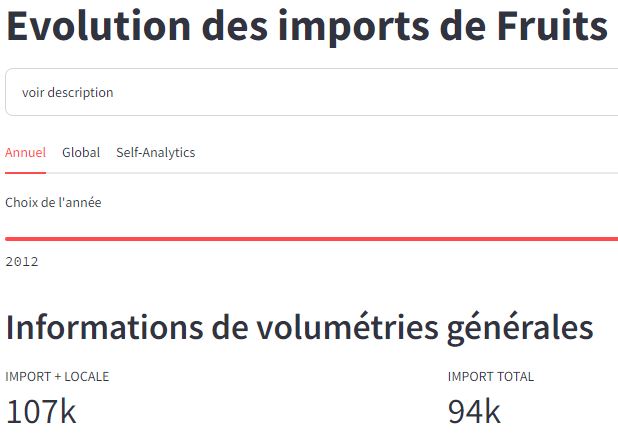 Evolution des imports de Fruits
voir description
Annuel Global Self-Analytics
Choix de l'année
2012
Informations de volumétries générales
IMPORT + LOCALE IMPORT TOTAL
107k 94k